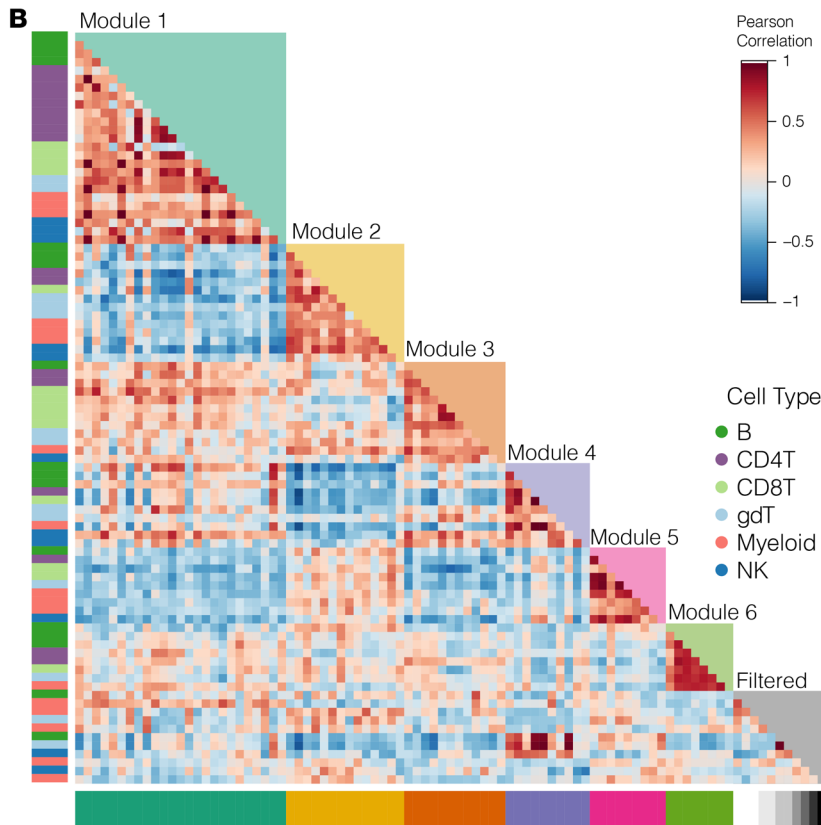 B
Module 1
Module 2
Module 3
Module 4
Module 5
Module 6
Filtered
Pearson
Correlation
1
0.5
0
−0.5
−1
Cell Type
B
CD4T
CD8T
gdT
Myeloid
NK